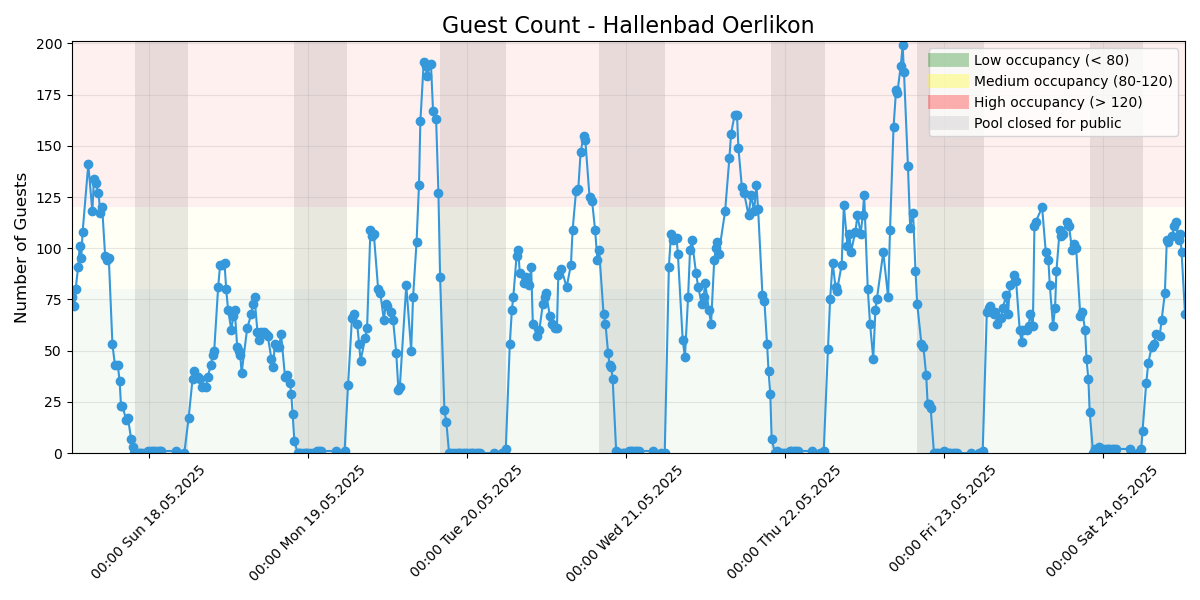 Guest Count - Hallenbad Oerlikon
Number of Guests
200
175
150
125
100
75
50
25
0
Low occupancy (< 80)
Medium occupancy (80-120)
High occupancy (> 120)
Pool closed for public
00:00 Sun 18.05.2025
00:00 Mon 19.05.2025
00:00 Tue 20.05.2025
00:00 Wed 21.05.2025
00:00 Thu 22.05.2025
00:00 Fri 23.05.2025
00:00 Sat 24.05.2025